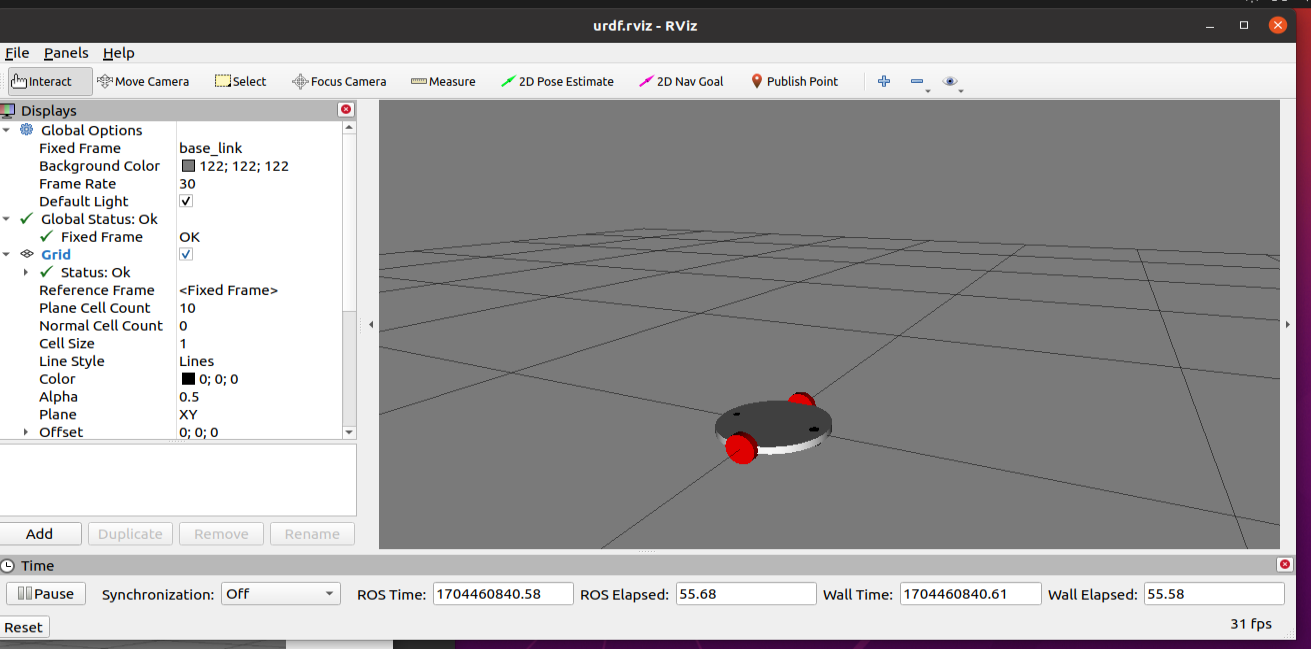 urdf.rviz - RViz
File Panels Help
Interact Move Camera Select Focus Camera Measure 2D Pose Estimate 2D Nav Goal Publish Point
Displays
Global Options
Fixed Frame base_link
Background Color 122; 122; 122
Frame Rate 30
Default Light
Global Status: Ok
Fixed Frame OK
Grid
Status: Ok
Reference Frame <Fixed Frame>
Plane Cell Count 10
Normal Cell Count 0
Cell Size 1
Line Style Lines
Color 0; 0; 0
Alpha 0.5
Plane XY
Offset 0; 0; 0
Add Duplicate Remove Rename
Time
Pause Synchronization: Off ROS Time: 1704460840.58 ROS Elapsed: 55.68 Wall Time: 1704460840.61 Wall Elapsed: 55.58
Reset 31 fps